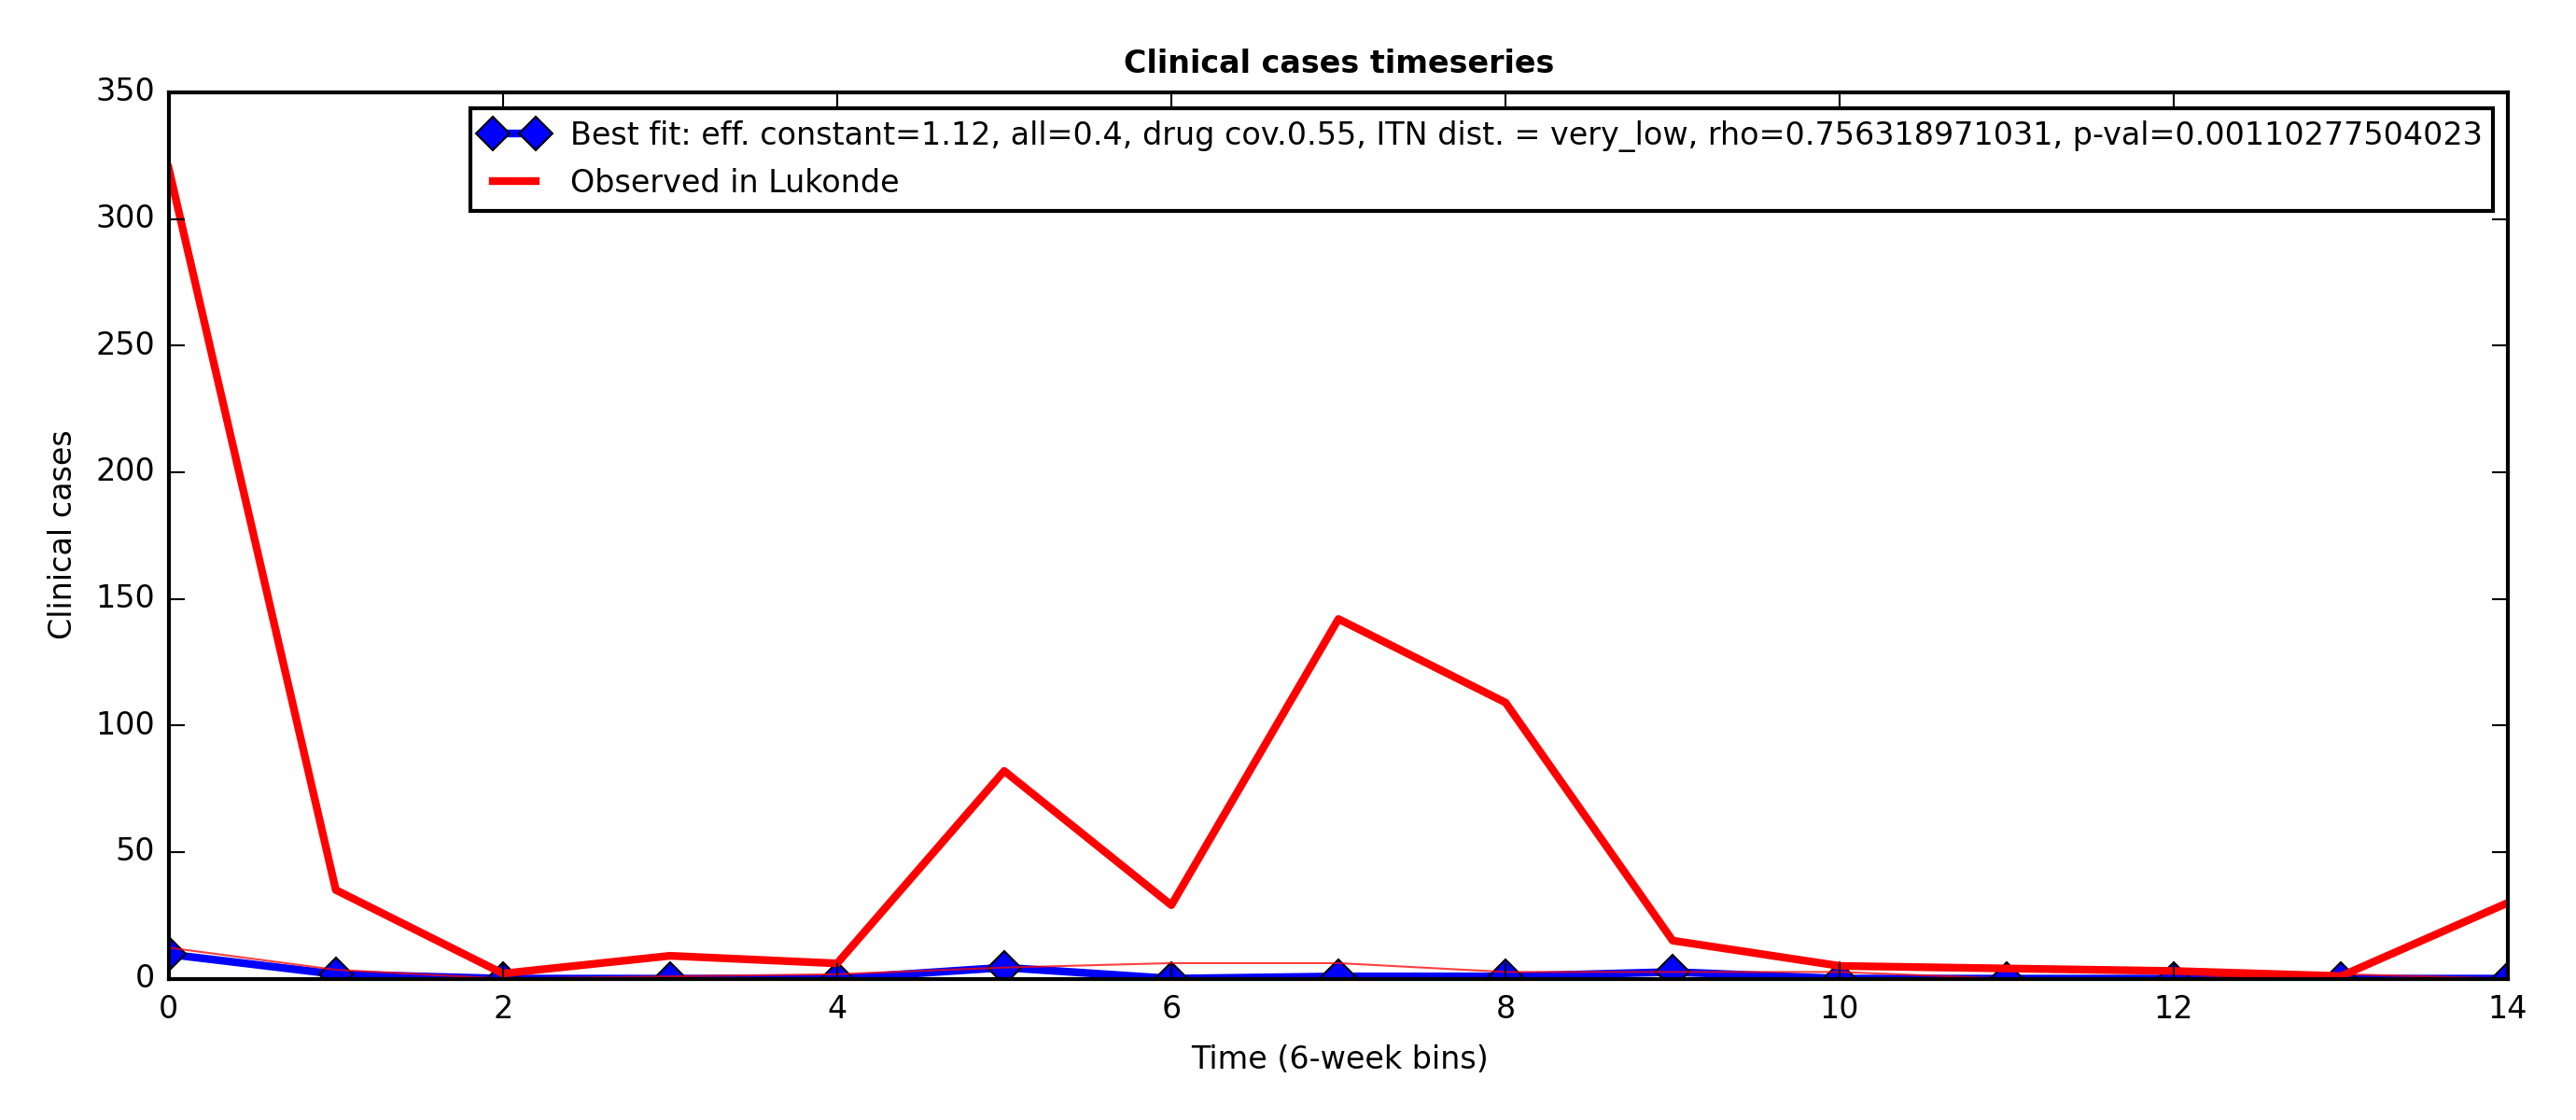 Clinical cases timeseries
Best fit: eff. constant=1.12, all=0.4, drug cov.0.55, ITN dist. = very_low, rho=0.756318971031, p-val=0.00110277504023
Observed in Lukonde
Clinical cases
350
300
250
200
150
100
50
0
0 2 4 6 8 10 12 14
Time (6-week bins)